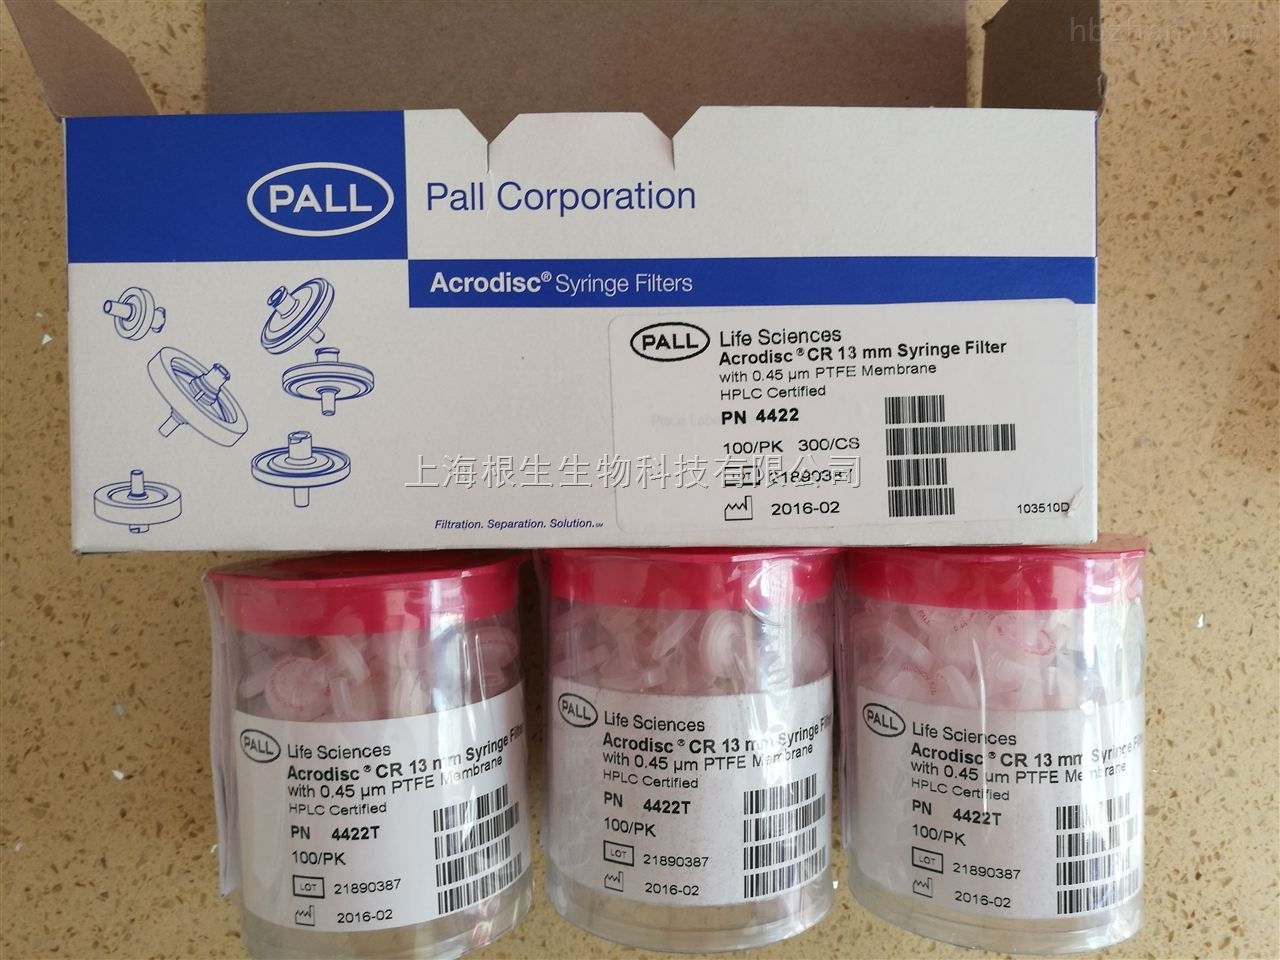 PALL
Pall Corporation
Acrodisc® Syringe Filters
PALL
Life Sciences
Acrodisc® CR 13 mm Syringe Filter
with 0.45 µm PTFE Membrane
HPLC Certified
PN 4422
100/PK 300/CS
LOT 21890387
2016-02
103510D
Filtration. Separation. Solution.℠
上海根生生物科技有限公司
PALL
Life Sciences
Acrodisc® CR 13 mm Syringe Filter
with 0.45 µm PTFE Membrane
HPLC Certified
PN 4422T
100/PK
LOT 21890387
2016-02
PALL
Life Sciences
Acrodisc® CR 13 mm Syringe Filter
with 0.45 µm PTFE Membrane
HPLC Certified
PN 4422T
100/PK
LOT 21890387
2016-02
PALL
0.45
PALL
Life Sciences
Acrodisc® CR 13 mm Syringe Filter
with 0.45 µm PTFE Membrane
HPLC Certified
PN 4422T
100/PK
LOT 21890387
2016-02